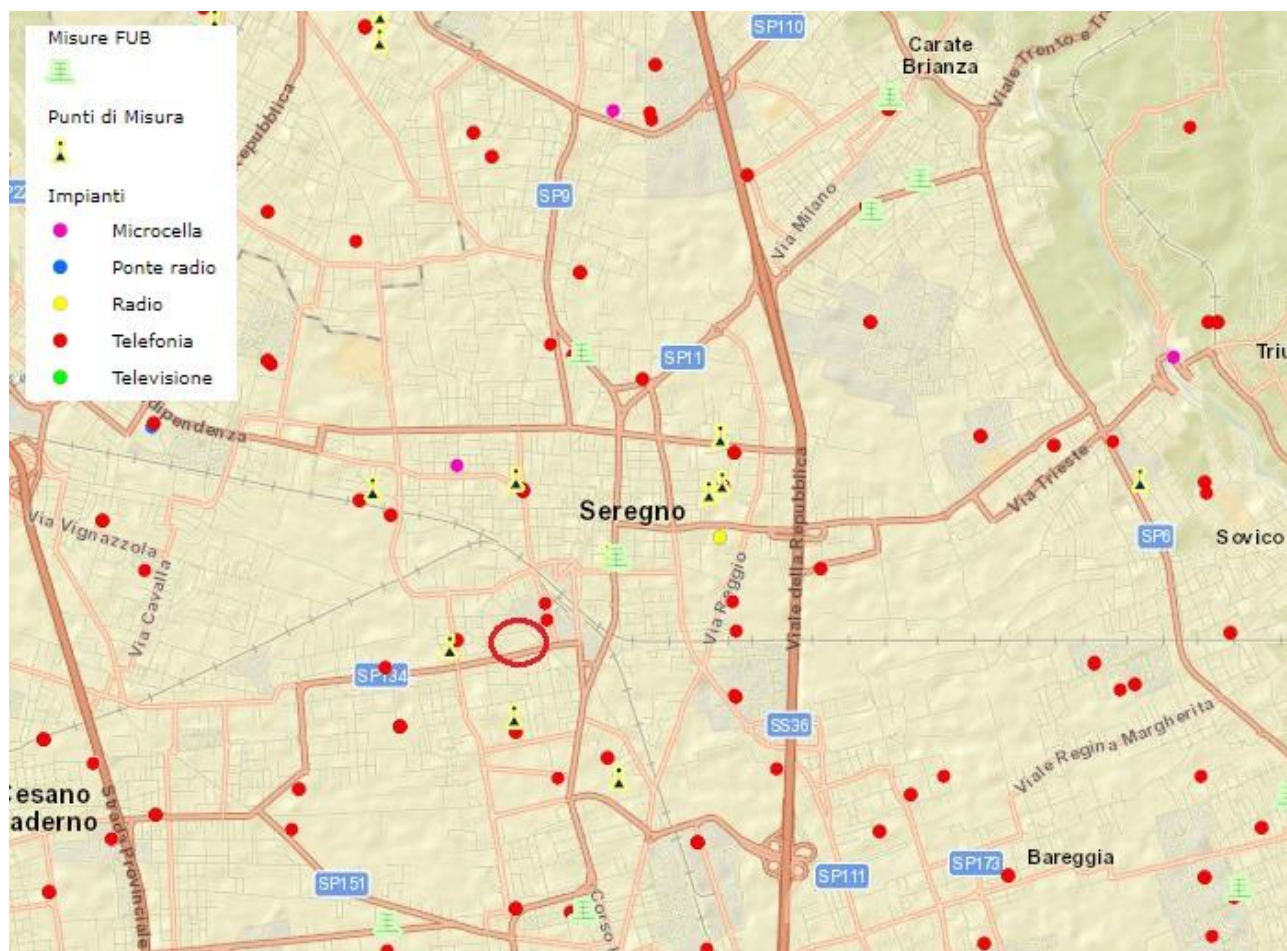 Misure FUB
Punti di Misura
Impianti
Microcella
Ponte radio
Radio
Telefonia
Televisione
SP110
Carate
Brianza
Viale Trento e T
Repubblica
SP9
Via Milano
SP11
Triu
dipendenza
Seregno
Viale della Repubblica
Via Trieste
SP6
Sovico
Via Vignazzola
Via Cavalla
Via Reggio
SP134
SS36
Viale Regina Margherita
Cesano
aderno
Strada Provinciale
SP151
Corso
SP111
SP173
Bareggia